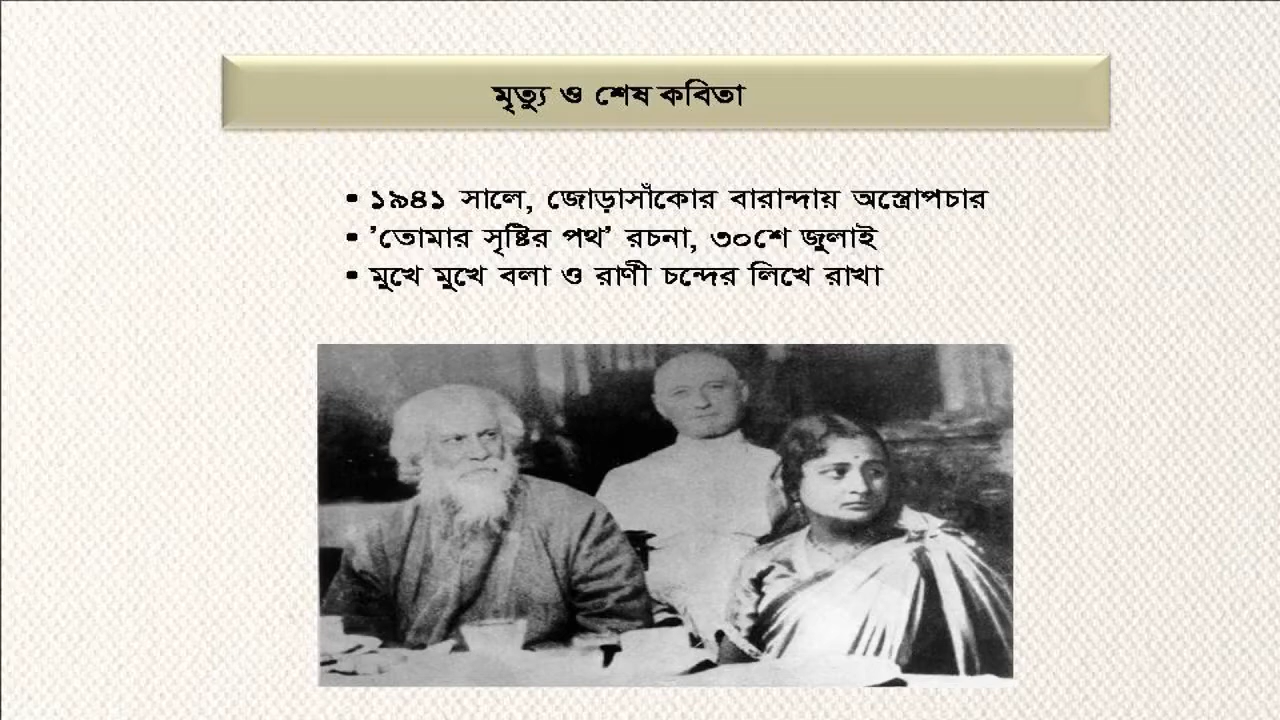 মৃত্যু ও শেষ কবিতা
• ১৯৪১ সালে, জোড়াসাঁকোর বারান্দায় অস্ত্রোপচার
• ’তোমার সৃষ্টির পথ’ রচনা, ৩০শে জুলাই
• মুখে মুখে বলা ও রাণী চন্দের লিখে রাখা